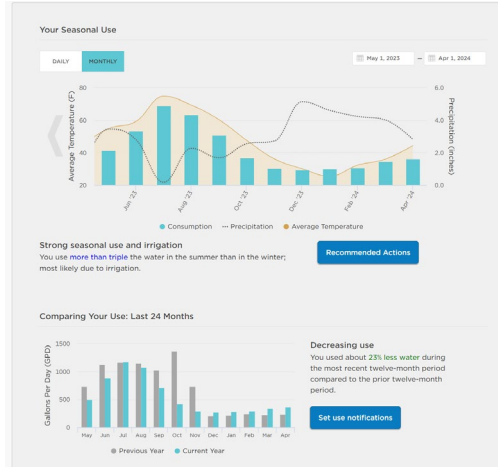 Your Seasonal Use
DAILY
MONTHLY
May 1, 2023 – Apr 1, 2024
Average Temperature (F)
80
60
40
20
6.0
4.0
2.0
0.0
Precipitation (inches)
Jun '23
Aug '23
Oct '23
Dec '23
Feb '24
Apr '24
Consumption
Precipitation
Average Temperature
Strong seasonal use and irrigation
You use more than triple the water in the summer than in the winter;
most likely due to irrigation.
Recommended Actions
Comparing Your Use: Last 24 Months
Gallons Per Day (GPD)
1500
1000
500
0
May Jun Jul Aug Sep Oct Nov Dec Jan Feb Mar Apr
Previous Year
Current Year
Decreasing use
You used about 23% less water during
the most recent twelve-month period
compared to the prior twelve-month
period.
Set use notifications